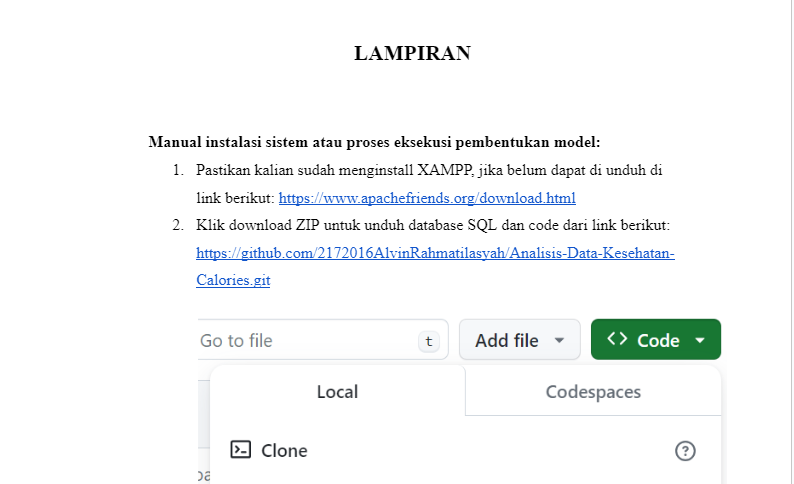 LAMPIRAN
Manual instalasi sistem atau proses eksekusi pembentukan model:
1. Pastikan kalian sudah menginstall XAMPP, jika belum dapat di unduh di
link berikut: https://www.apachefriends.org/download.html
2. Klik download ZIP untuk unduh database SQL dan code dari link berikut:
https://github.com/2172016AlvinRahmatilasyah/Analisis-Data-Kesehatan-
Calories.git
Go to file t Add file <> Code
Local Codespaces
Clone